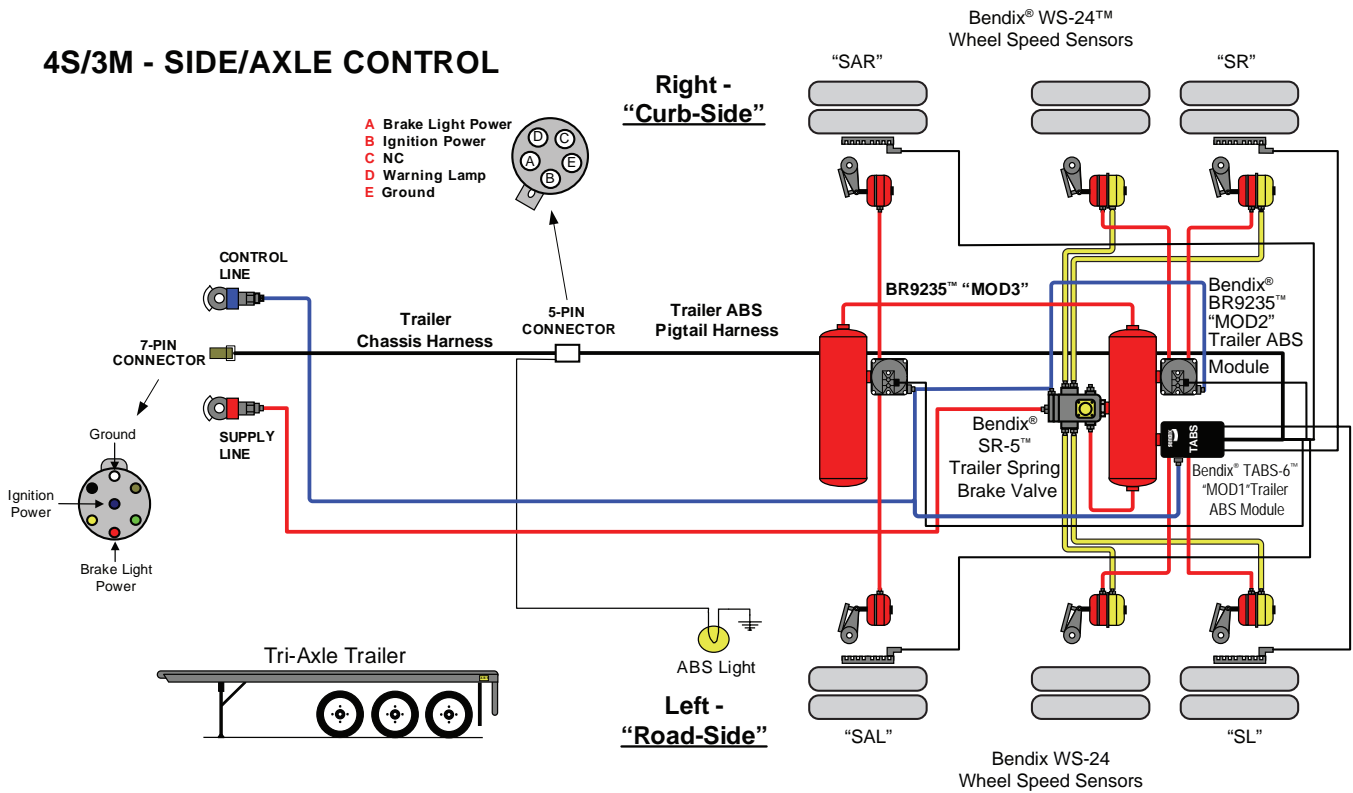 4S/3M - SIDE/AXLE CONTROL
Bendix® WS-24™
Wheel Speed Sensors
Right -
"Curb-Side"
"SAR"
"SR"
A Brake Light Power
B Ignition Power
C NC
D Warning Lamp
E Ground
D
C
A
E
B
CONTROL
LINE
7-PIN
CONNECTOR
Trailer
Chassis Harness
5-PIN
CONNECTOR
Trailer ABS
Pigtail Harness
BR9235™ "MOD3"
Bendix®
BR9235™
"MOD2"
Trailer ABS
Module
SUPPLY
LINE
Ground
Ignition
Power
Brake Light
Power
Bendix®
SR-5™
Trailer Spring
Brake Valve
BENDIX
TABS
Bendix® TABS-6™
"MOD1"Trailer
ABS Module
Tri-Axle Trailer
ABS Light
Left -
"Road-Side"
"SAL"
"SL"
Bendix WS-24
Wheel Speed Sensors